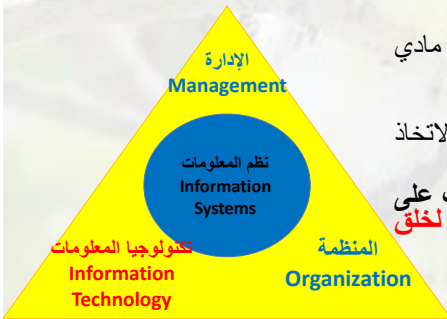 مادي
الإدارة
Management
لاتخاذ
نظم المعلومات
Information
Systems
على
لخلق
تكنولوجيا المعلومات
Information
Technology
المنظمة
Organization